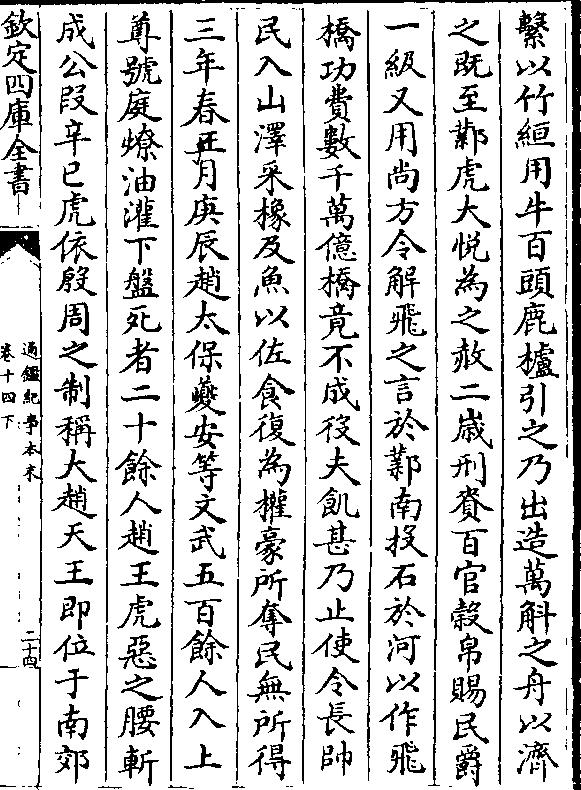 繫以竹絙用牛百頭鹿櫨引之乃出造萬斛之舟以濟
之既至鄴虎大悅為之赦二歲刑賚百官穀帛賜民爵
一級又用尚方令解飛之言於鄴南投石於河以作飛
橋功費數千萬億橋竟不成役夫飢甚乃止使令長帥
民入山澤采橡及魚以佐食復為權豪所奪民無所得
三年春正月庚辰趙太保夔安等文武五百餘人入上
尊號庭燎油灌下盤死者二十餘人趙王虎惡之腰斬
成公段辛巳虎依殷周之制稱大趙天王即位于南郊
欽定四庫全書
通鑑紀事本末
卷十四下
二十四